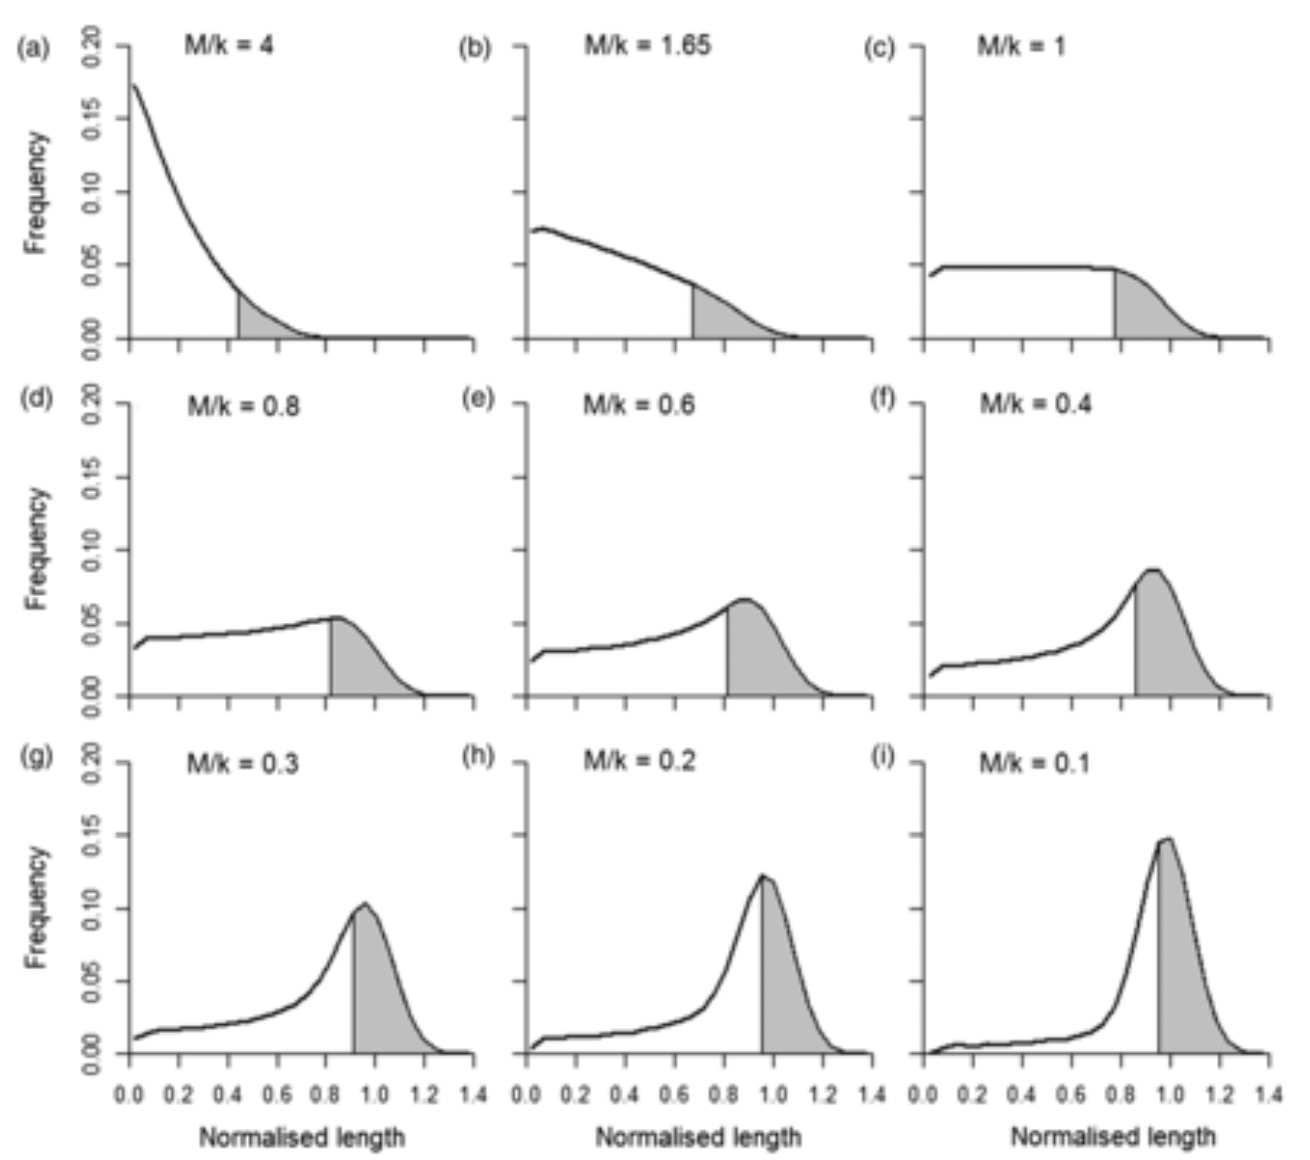 (a) M/k = 4
(b) M/k = 1.65
(c) M/k = 1
Frequency
0.20
0.15
0.10
0.05
0.00
(d) M/k = 0.8
(e) M/k = 0.6
(f) M/k = 0.4
Frequency
0.20
0.15
0.10
0.05
0.00
0.0 0.2 0.4 0.6 0.8 1.0 1.2 1.4
(g) M/k = 0.3
(h) M/k = 0.2
(i) M/k = 0.1
Frequency
0.20
0.15
0.10
0.05
0.00
0.0 0.2 0.4 0.6 0.8 1.0 1.2 1.4
0.0 0.2 0.4 0.6 0.8 1.0 1.2 1.4
Normalised length
Normalised length
Normalised length